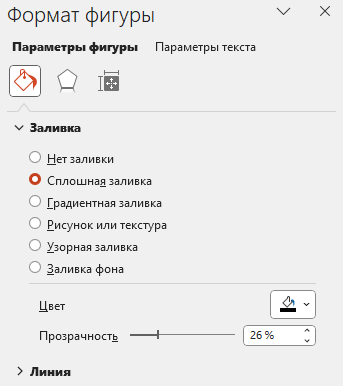 Формат фигуры
Параметры фигуры Параметры текста
Заливка
Нет заливки
Сплошная заливка
Градиентная заливка
Рисунок или текстура
Узорная заливка
Заливка фона
Цвет
Прозрачность 26 %
Линия